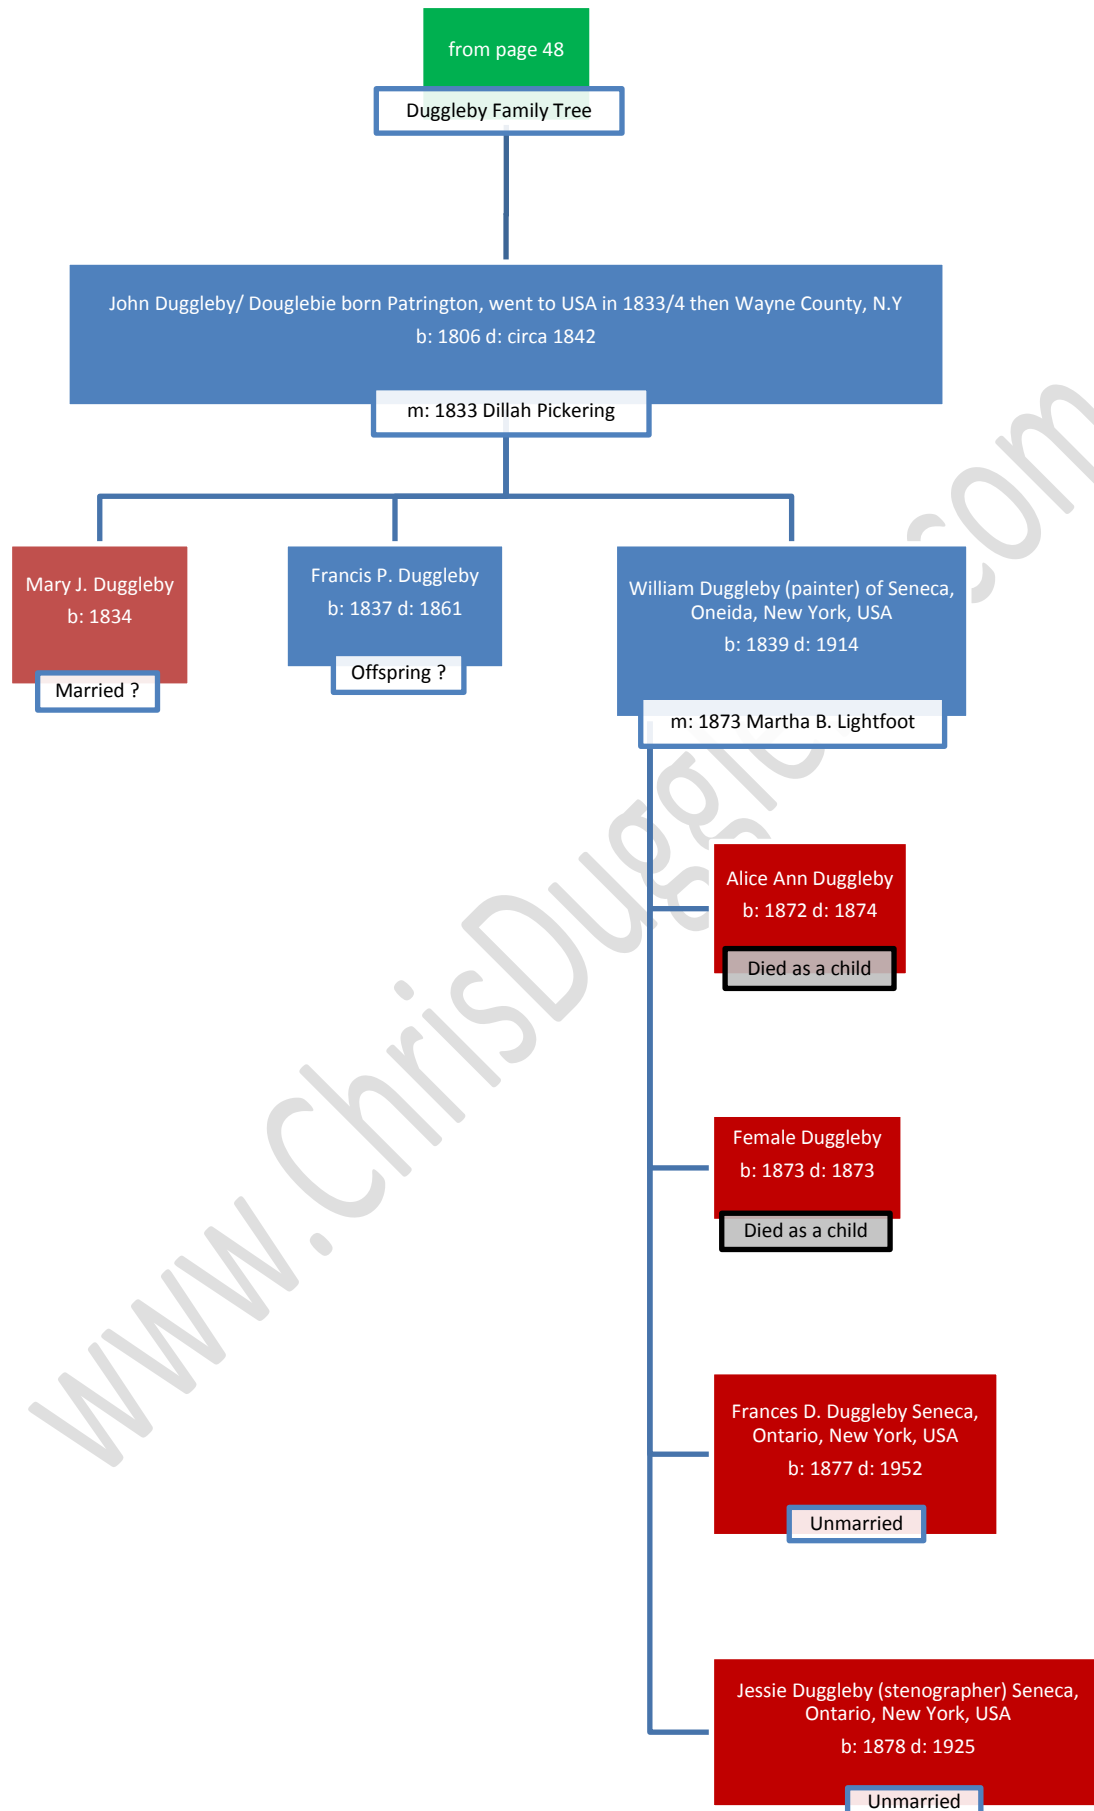 from page 48
Duggleby Family Tree
John Duggleby/ Douglebie born Patrington, went to USA in 1833/4 then Wayne County, N.Y
b: 1806 d: circa 1842
m: 1833 Dillah Pickering
Mary J. Duggleby
b: 1834
Married ?
Francis P. Duggleby
b: 1837 d: 1861
Offspring ?
William Duggleby (painter) of Seneca,
Oneida, New York, USA
b: 1839 d: 1914
m: 1873 Martha B. Lightfoot
Alice Ann Duggleby
b: 1872 d: 1874
Died as a child
Female Duggleby
b: 1873 d: 1873
Died as a child
Frances D. Duggleby Seneca,
Ontario, New York, USA
b: 1877 d: 1952
Unmarried
Jessie Duggleby (stenographer) Seneca,
Ontario, New York, USA
b: 1878 d: 1925
Unmarried
www.ChrisDuggleby.com